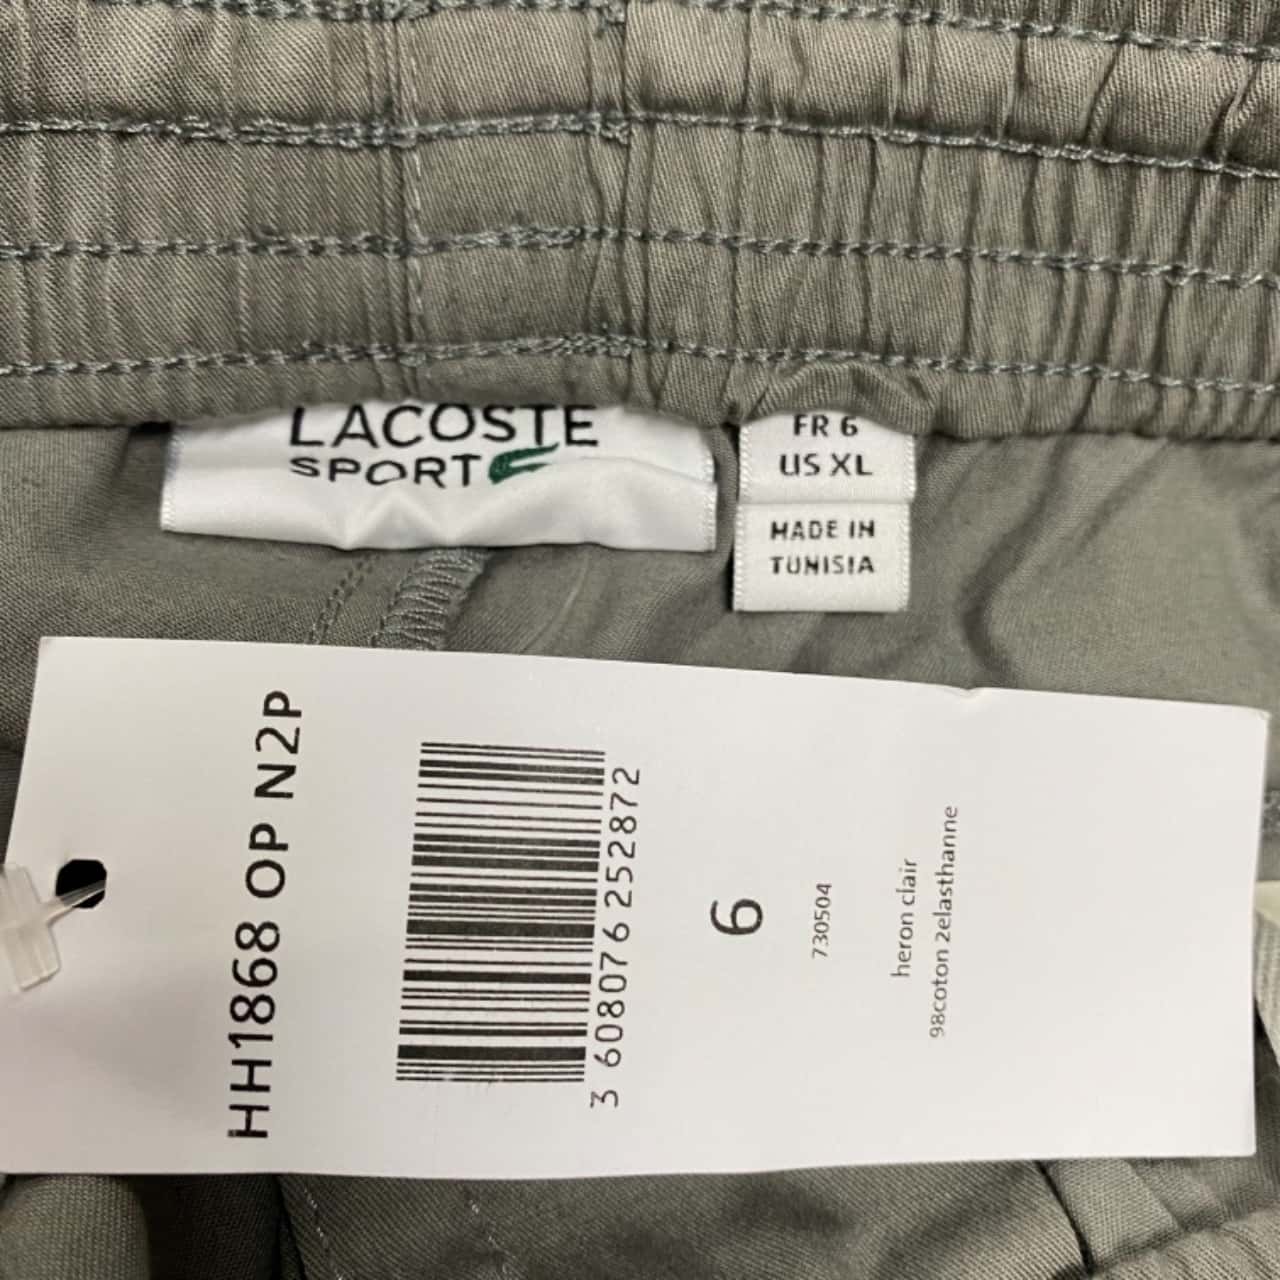 LACOSTE
SPORT
FR 6
US XL
MADE IN
TUNISIA
HH1868 OP N2P
3 608076 252872
6
730504
heron clair
98coton 2elasthanne